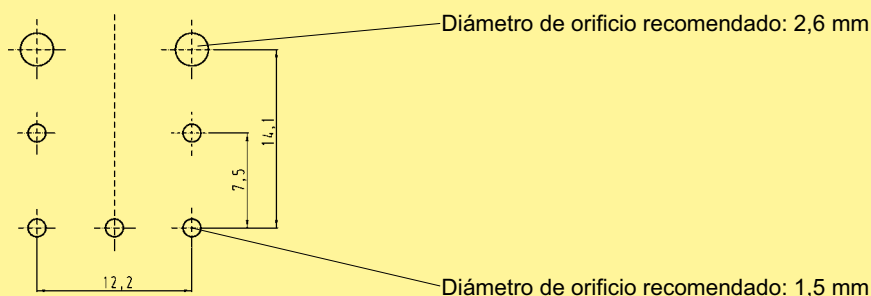 Diámetro de orificio recomendado: 2,6 mm
14,1
7,5
12,2
Diámetro de orificio recomendado: 1,5 mm